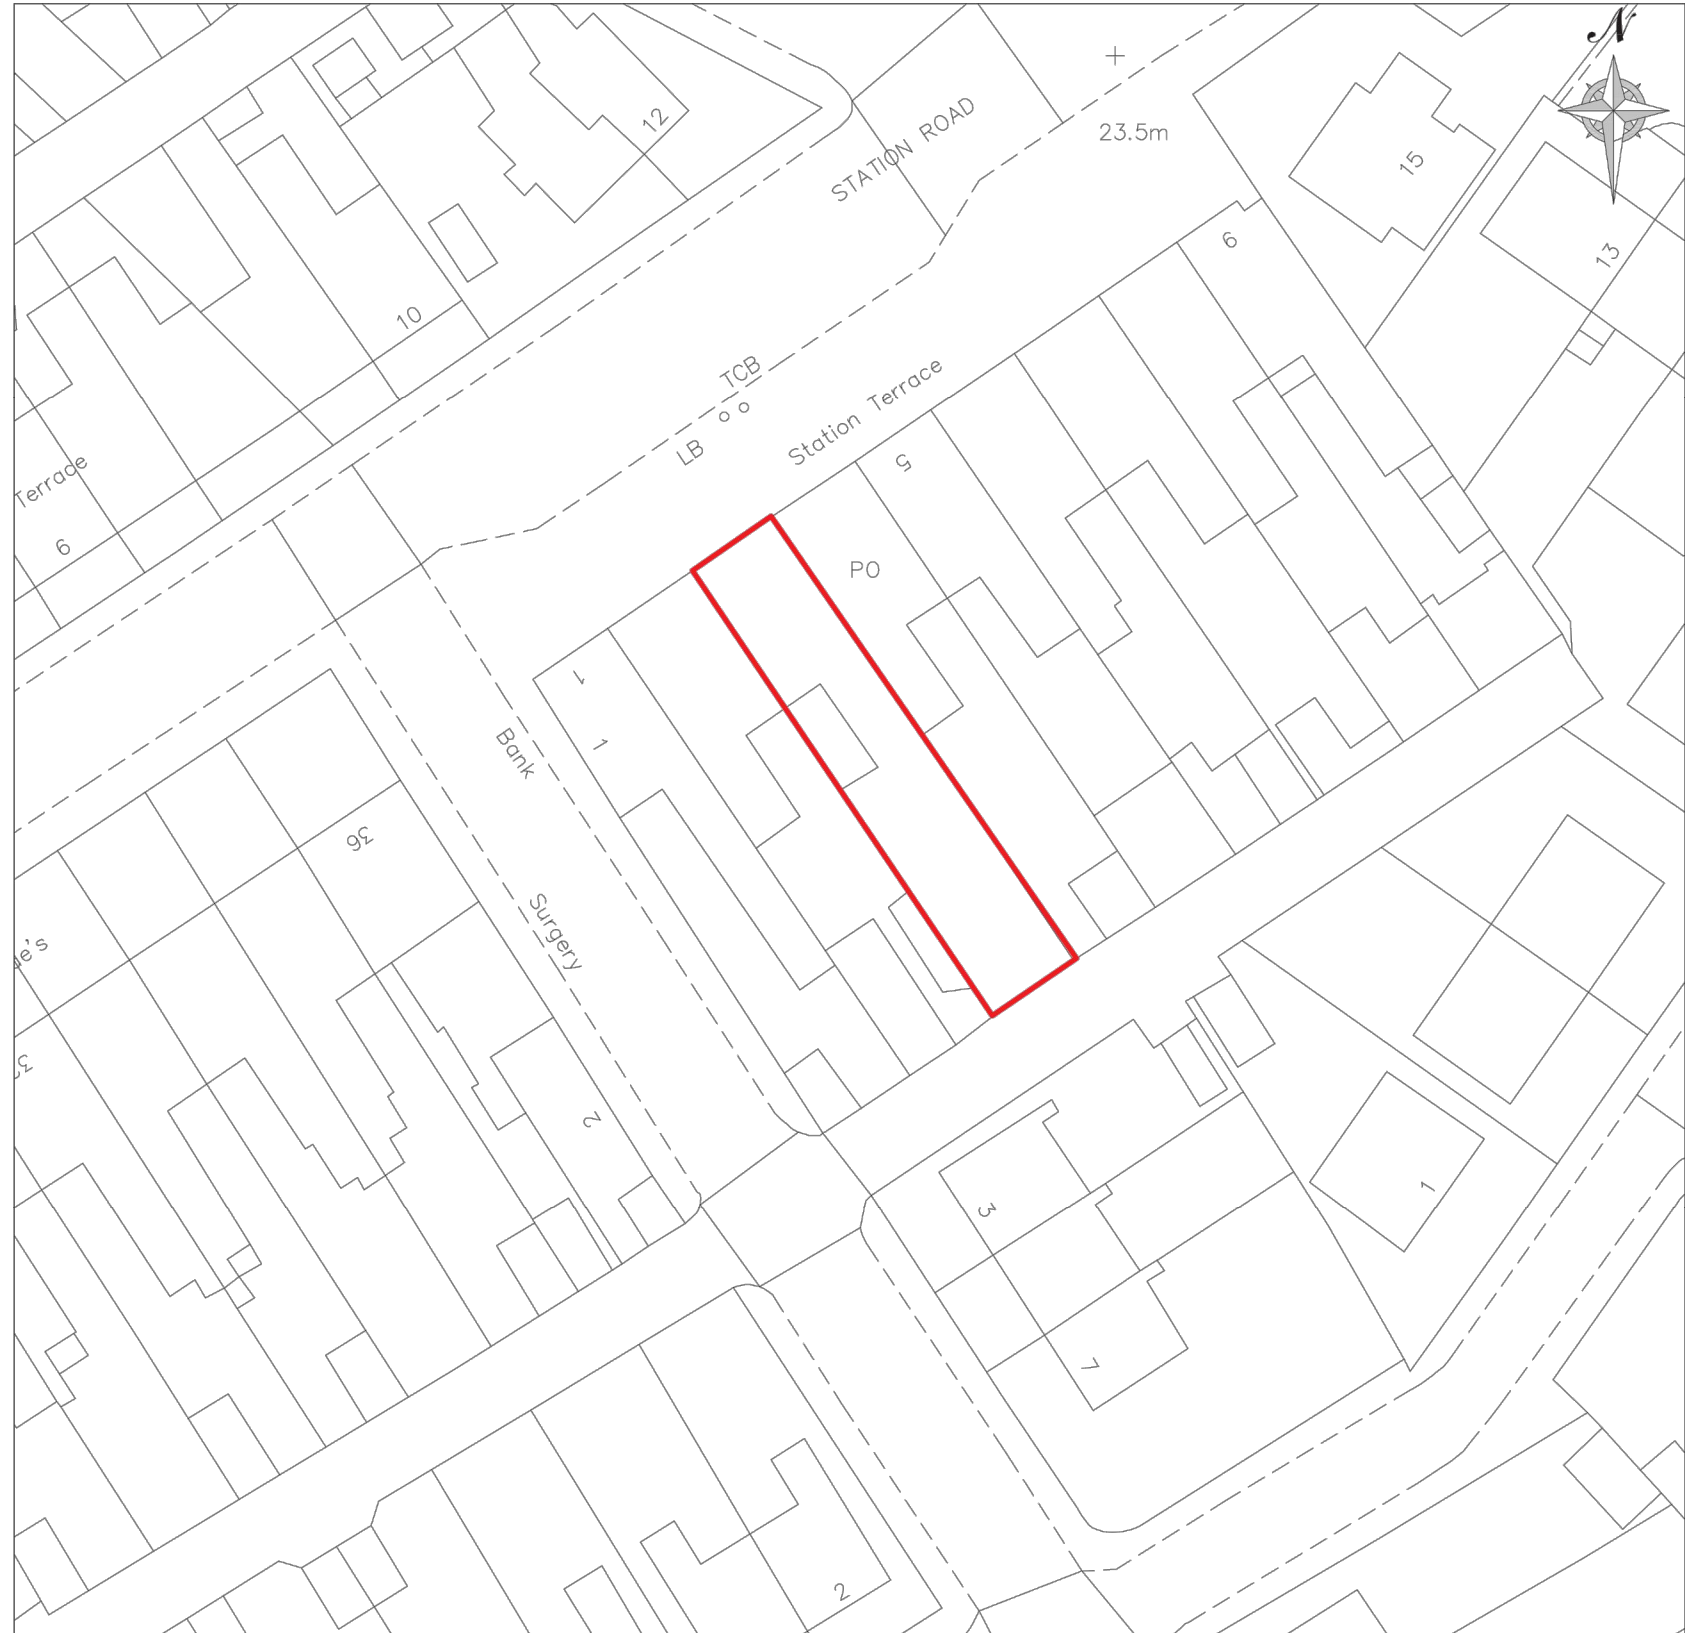 N
12
STATION ROAD
23.5m
15
13
6
10
TCB
Station Terrace
LB
Terrace
5
6
PO
1
1
Bank
36
Surgery
2
3
1
7
2